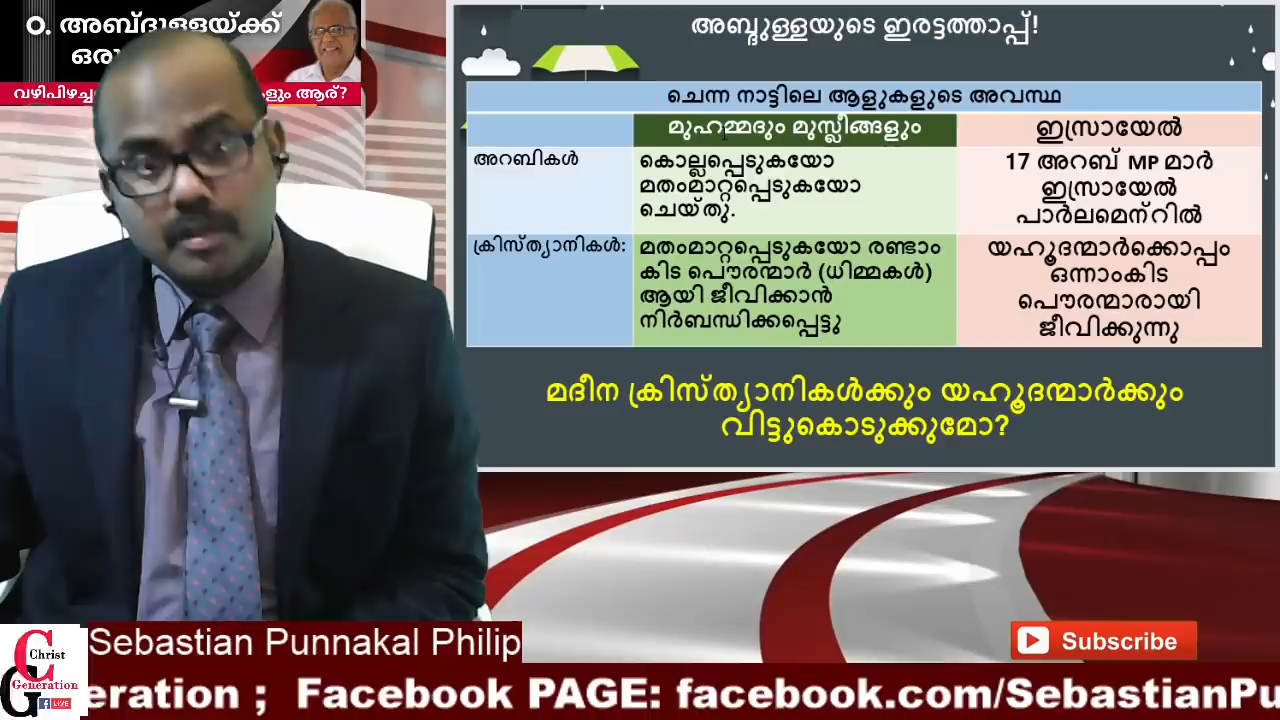 ഠ. അബ്ദുള്ളയ്ക്ക്
വഴിപിഴച്ച
ളും ആര്?
അബ്ദുള്ളയുടെ ഇരട്ടത്താപ്പ്!
ചെന്ന നാട്ടിലെ ആളുകളുടെ അവസ്ഥ
മുഹമ്മദും മുസ്ലീങ്ങളും
ഇസ്രായേൽ
അറബികൾ
കൊല്ലപ്പെടുകയോ
മതംമാറ്റപ്പെടുകയോ
ചെയ്തു.
17 അറബ് MP മാർ
ഇസ്രായേൽ
പാർലമെന്റിൽ
ക്രിസ്ത്യാനികൾ:
മതംമാറ്റപ്പെടുകയോ രണ്ടാം
കിട പൌരന്മാർ (ധിമ്മകൾ)
ആയി ജീവിക്കാൻ
നിർബന്ധിക്കപ്പെട്ടു
യഹൂദന്മാർക്കൊപ്പം
ഒന്നാംകിട
പൌരന്മാരായി
ജീവിക്കുന്നു
മദീന ക്രിസ്ത്യാനികൾക്കും യഹൂദന്മാർക്കും
വിട്ടുകൊടുക്കുമോ?
Sebastian Punnakal Philip
Subscribe
Christ
Generation
LIVE
eration ; Facebook PAGE: facebook.com/SebastianPu